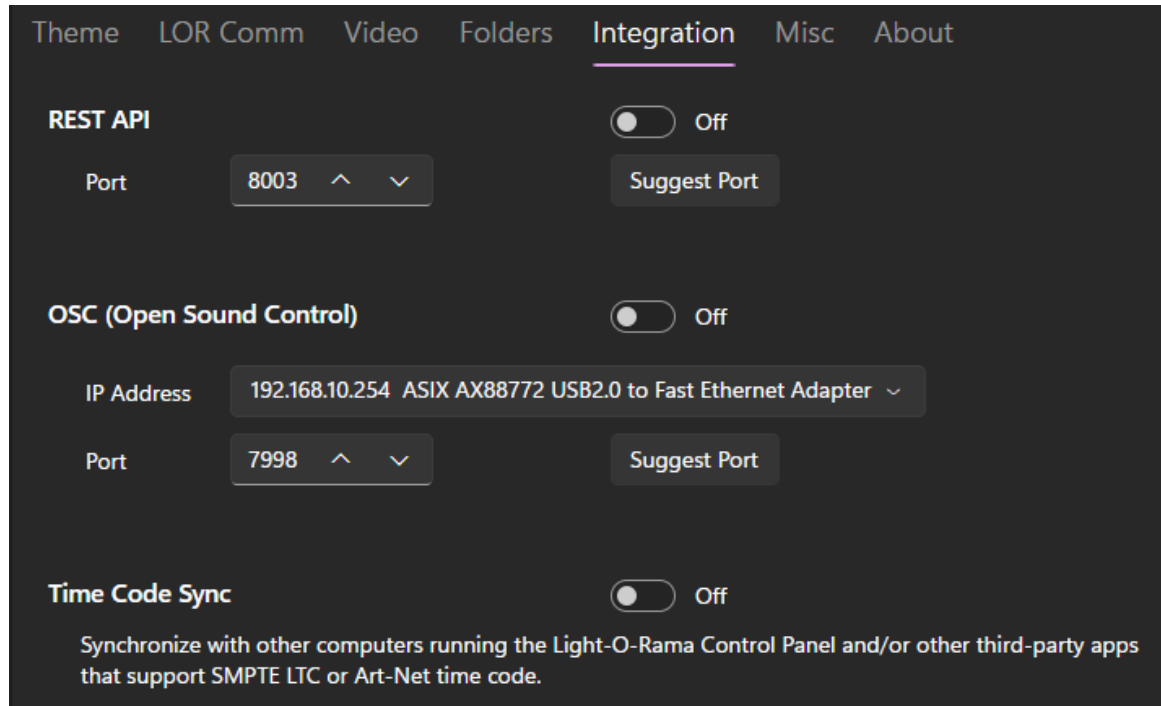 Theme LOR Comm Video Folders Integration Misc About
REST API Off
Port 8003 Suggest Port
OSC (Open Sound Control) Off
IP Address 192.168.10.254 ASIX AX88772 USB2.0 to Fast Ethernet Adapter
Port 7998 Suggest Port
Time Code Sync Off
Synchronize with other computers running the Light-O-Rama Control Panel and/or other third-party apps
that support SMPTE LTC or Art-Net time code.